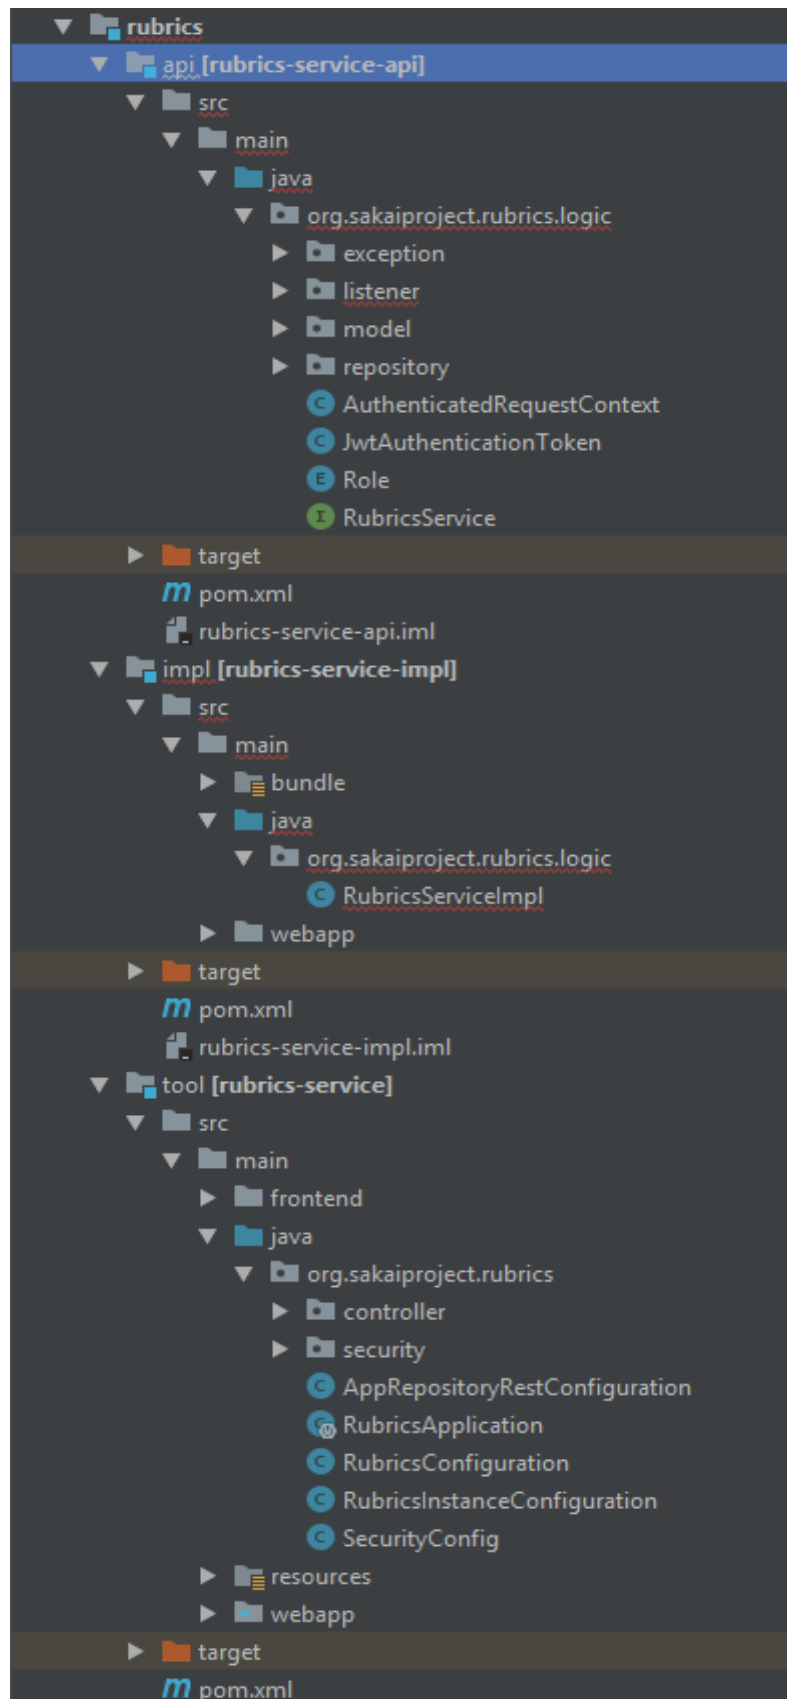 rubrics
api [rubrics-service-api]
src
main
java
org.sakaiproject.rubrics.logic
exception
listener
model
repository
C AuthenticatedRequestContext
C JwtAuthenticationToken
E Role
I RubricsService
target
m pom.xml
rubrics-service-api.iml
impl [rubrics-service-impl]
src
main
bundle
java
org.sakaiproject.rubrics.logic
C RubricsServiceImpl
webapp
target
m pom.xml
rubrics-service-impl.iml
tool [rubrics-service]
src
main
frontend
java
org.sakaiproject.rubrics
controller
security
C AppRepositoryRestConfiguration
RubricsApplication
C RubricsConfiguration
C RubricsInstanceConfiguration
C SecurityConfig
resources
webapp
target
m pom.xml